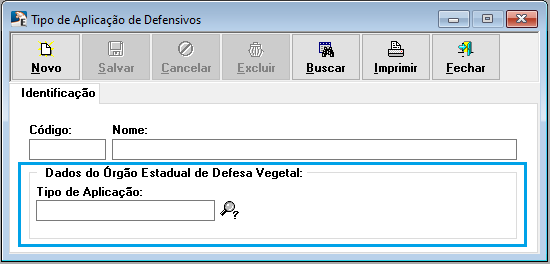 Tipo de Aplicação de Defensivos
Novo Salvar Cancelar Excluir Buscar Imprimir Fechar
Identificação
Código: Nome:
Dados do Órgão Estadual de Defesa Vegetal:
Tipo de Aplicação: